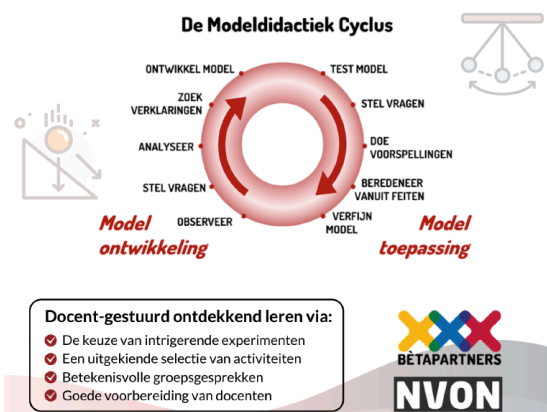 De Modeldidactiek Cyclus
ONTWIKKEL MODEL
TEST MODEL
ZOEK
VERKLARINGEN
STEL VRAGEN
ANALYSEER
DOE
VOORSPELLINGEN
STEL VRAGEN
BEREDENEER
VANUIT FEITEN
OBSERVEER
VERFIJN
MODEL
Model
ontwikkeling
Model
toepassing
Docent-gestuurd ontdekkend leren via:
De keuze van intrigerende experimenten
Een uitgekiende selectie van activiteiten
Betekenisvolle groepsgesprekken
Goede voorbereiding van docenten
BÈTAPARTNERS
NVON